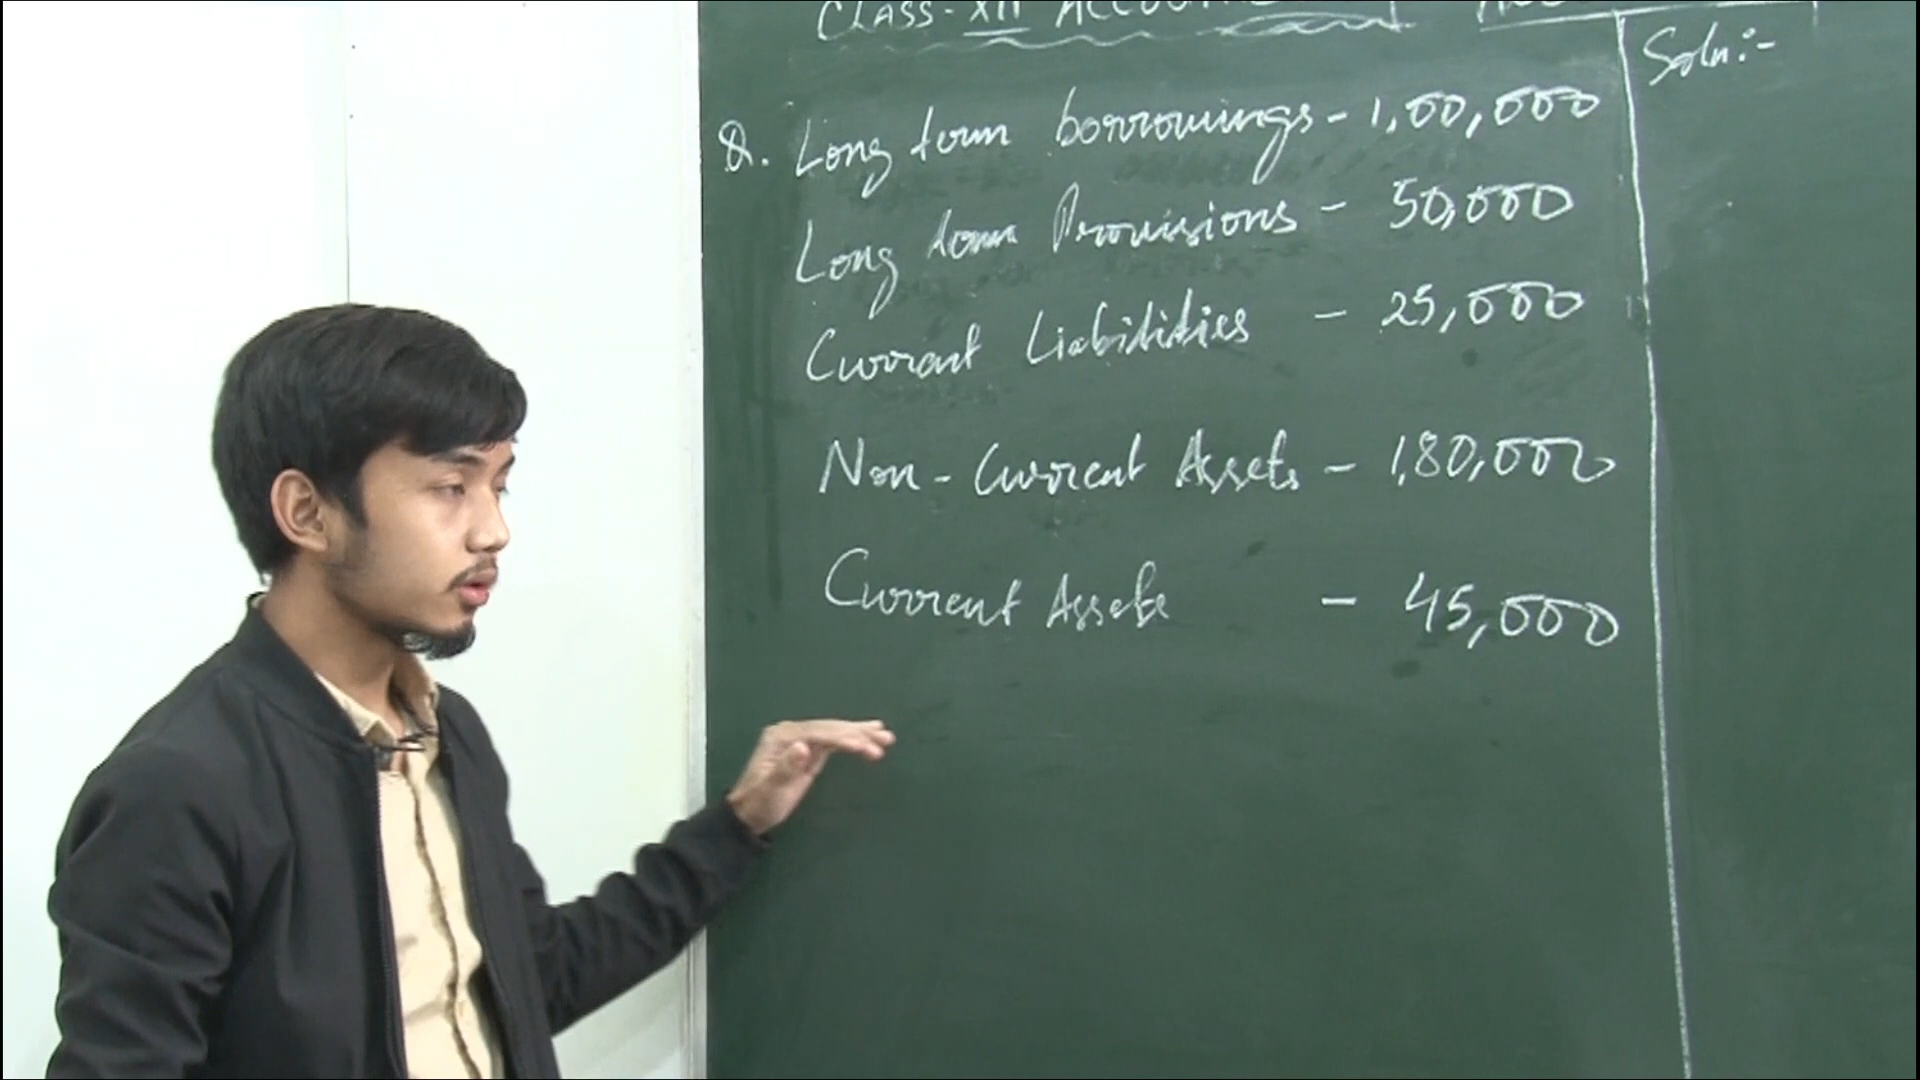 CLASS-XII
Soln:-
Q. Long term borrowings - 1,00,000
Long term Provisions - 50,000
Current Liabilities - 25,000
Non-Current Assets - 1,80,000
Current Assets - 45,000